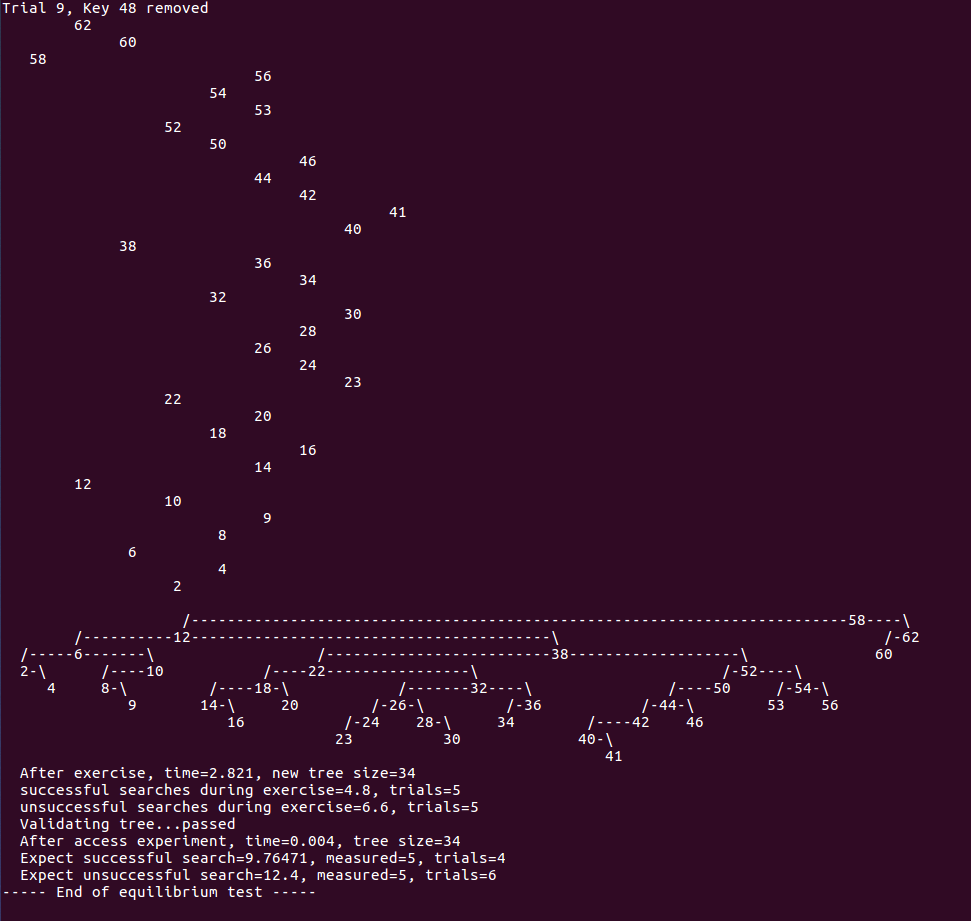 Trial 9, Key 48 removed
        62
             60
   58
                            56
                       54
                            53
                  52
                       50
                                 46
                            44
                                 42
                                           41
                                      40
             38
                            36
                                 34
                       32
                                      30
                                 28
                            26
                                 24
                                      23
                  22
                            20
                       18
                                 16
                            14
        12
                  10
                             9
                        8
              6
                        4
                   2
                    /-------------------------------------------------------------------------58----\
        /----------12----------------------------------------\                                    /-62
  /-----6-------\                  /-------------------------38-------------------\              60
  2-\      /----10           /----22----------------\                           /-52----\
     4     8-\         /----18-\            /-------32----\               /----50     /-54-\
              9       14-\     20        /-26-\         /-36           /-44-\        53    56
                         16           /-24    28-\     34        /----42    46
                                     23          30             40-\
                                                                   41
  After exercise, time=2.821, new tree size=34
  successful searches during exercise=4.8, trials=5
  unsuccessful searches during exercise=6.6, trials=5
  Validating tree...passed
  After access experiment, time=0.004, tree size=34
  Expect successful search=9.76471, measured=5, trials=4
  Expect unsuccessful search=12.4, measured=5, trials=6
----- End of equilibrium test -----